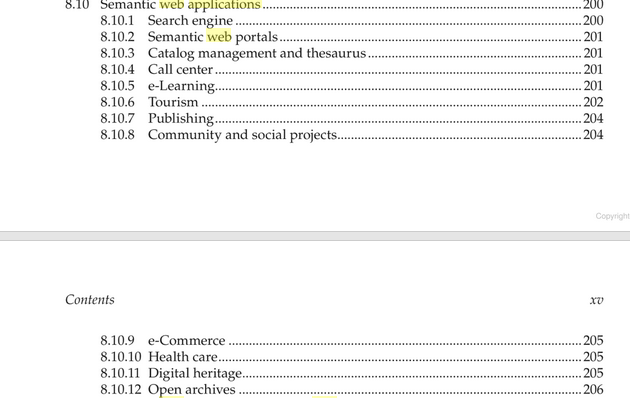 8.10 Semantic web applications 200
8.10.1 Search engine 200
8.10.2 Semantic web portals 201
8.10.3 Catalog management and thesaurus 201
8.10.4 Call center 201
8.10.5 e-Learning 201
8.10.6 Tourism 202
8.10.7 Publishing 204
8.10.8 Community and social projects 204
Copyright
Contents xv
8.10.9 e-Commerce 205
8.10.10 Health care 205
8.10.11 Digital heritage 205
8.10.12 Open archives 206